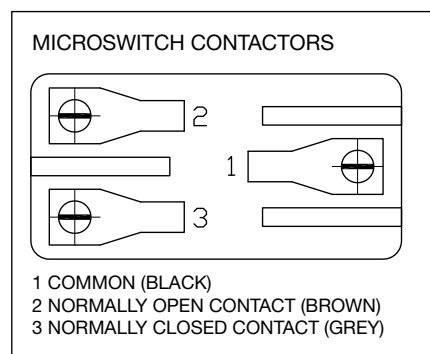 MICROSWITCH CONTACTORS
2
1
3
1 COMMON (BLACK)
2 NORMALLY OPEN CONTACT (BROWN)
3 NORMALLY CLOSED CONTACT (GREY)